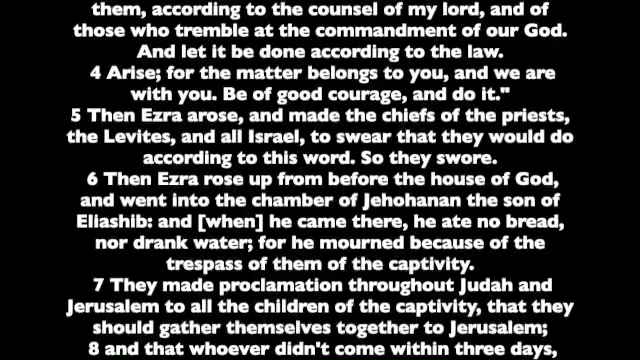 them, according to the counsel of my lord, and of
those who tremble at the commandment of our God.
And let it be done according to the law.
4 Arise; for the matter belongs to you, and we are
with you. Be of good courage, and do it."
5 Then Ezra arose, and made the chiefs of the priests,
the Levites, and all Israel, to swear that they would do
according to this word. So they swore.
6 Then Ezra rose up from before the house of God,
and went into the chamber of Jehohanan the son of
Eliashib: and [when] he came there, he ate no bread,
nor drank water; for he mourned because of the
trespass of them of the captivity.
7 They made proclamation throughout Judah and
Jerusalem to all the children of the captivity, that they
should gather themselves together to Jerusalem;
8 and that whoever didn't come within three days,